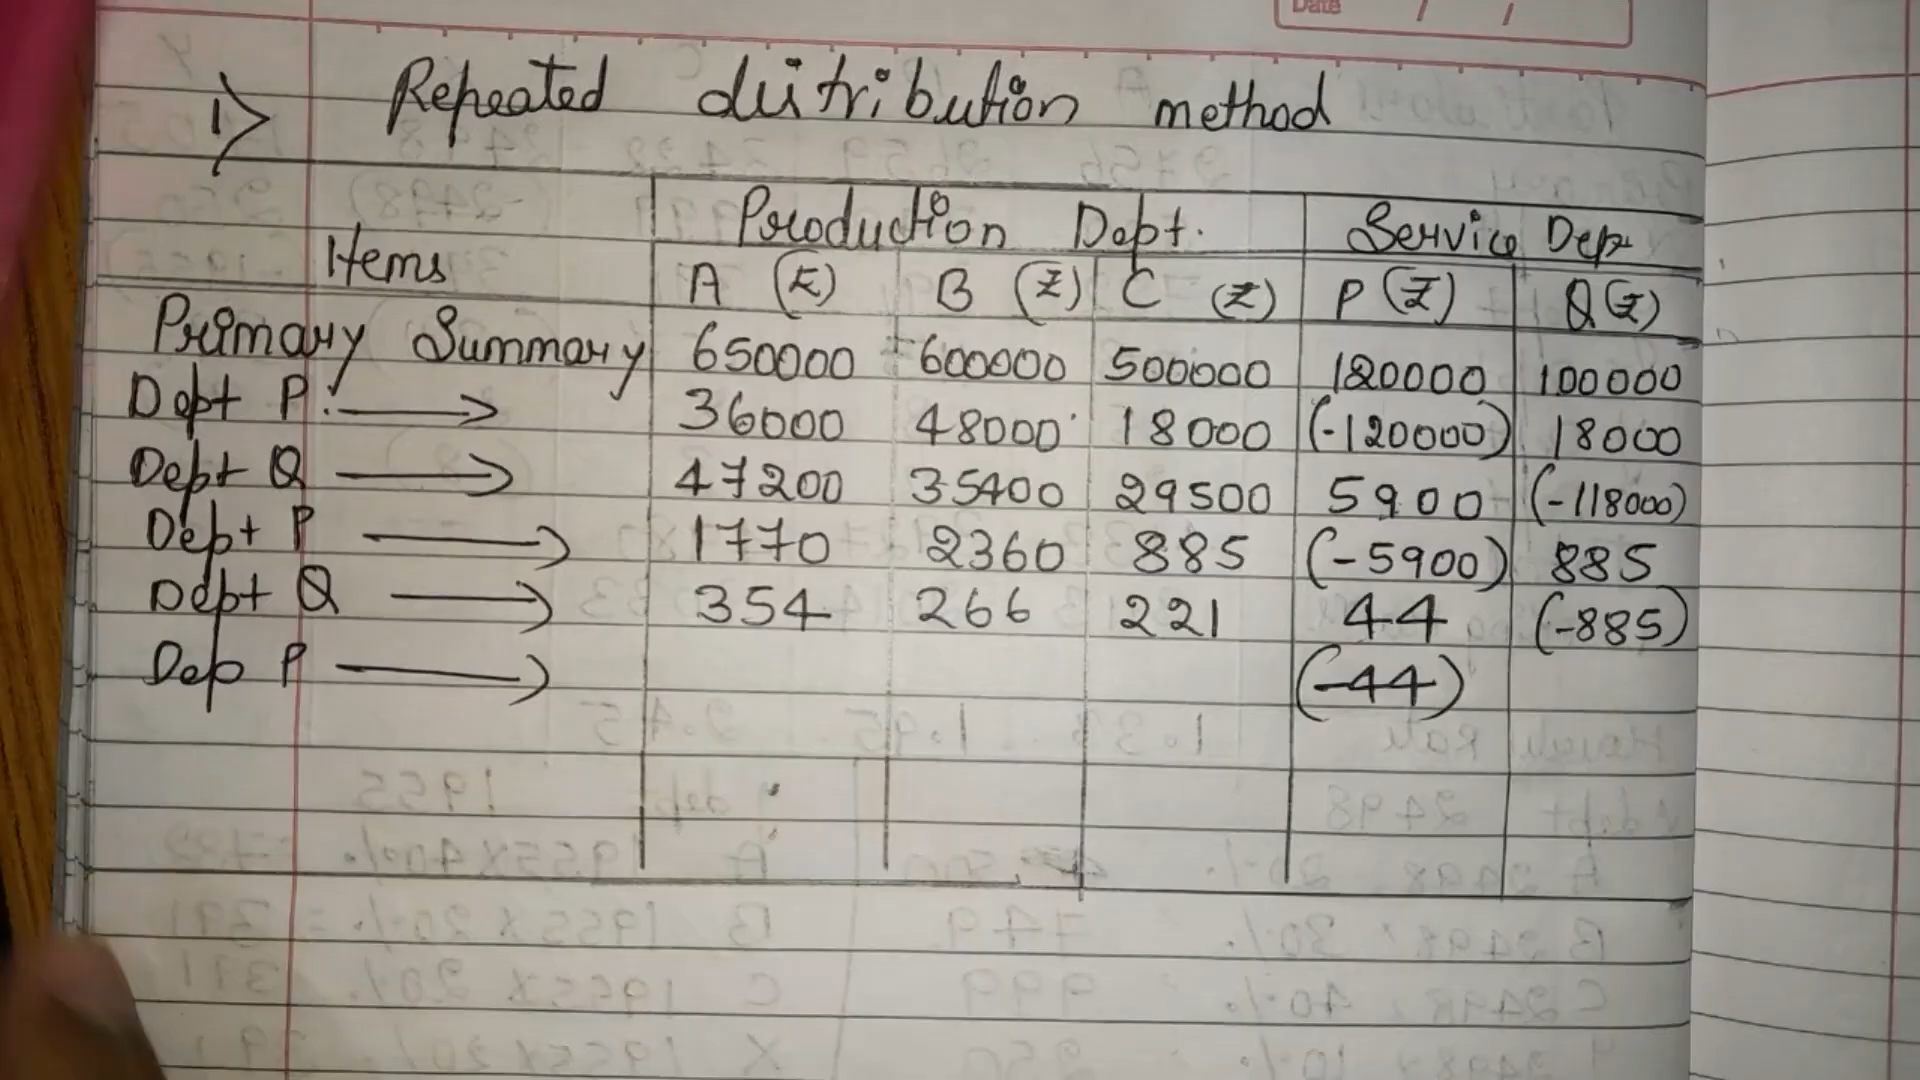 Date / /
1> Repeated distribution method
Items Production Dept. Service Dep
A (₹) B (₹) C (₹) P (₹) Q (₹)
Primary Summary 650000 600000 500000 120000 100000
Dept P. → 36000 48000 18000 (-120000) 18000
Dept Q → 47200 35400 29500 5900 (-118000)
Dept P → 1770 2360 885 (-5900) 885
Dept Q → 354 266 221 44 (-885)
Dep P → (-44)